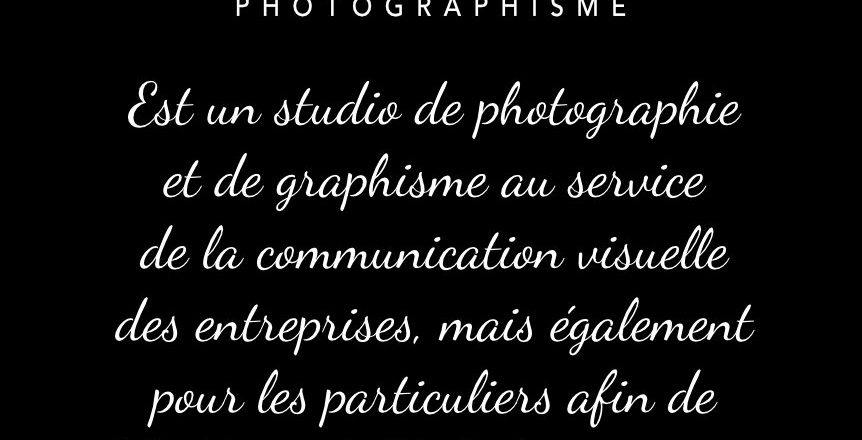 PHOTOGRAPHISME
Est un studio de photographie
et de graphisme au service
de la communication visuelle
des entreprises, mais également
pour les particuliers afin de